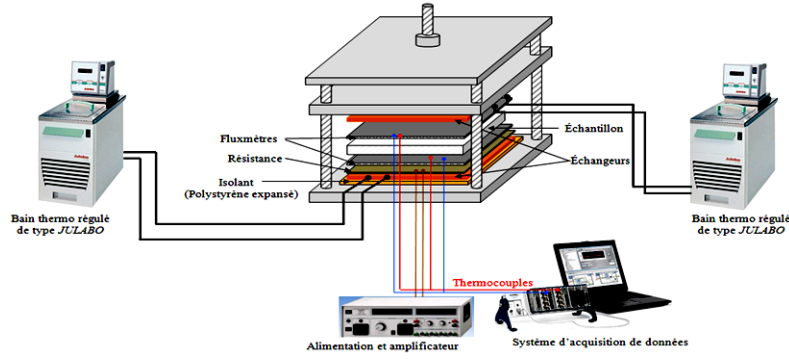 Fluxmètres
Résistance
Isolant
(Polystyrène expansé)
Échantillon
Échangeurs
Bain thermo régulé
de type JULABO
Bain thermo régulé
de type JULABO
Thermocouples
Alimentation et amplificateur
Système d'acquisition de données